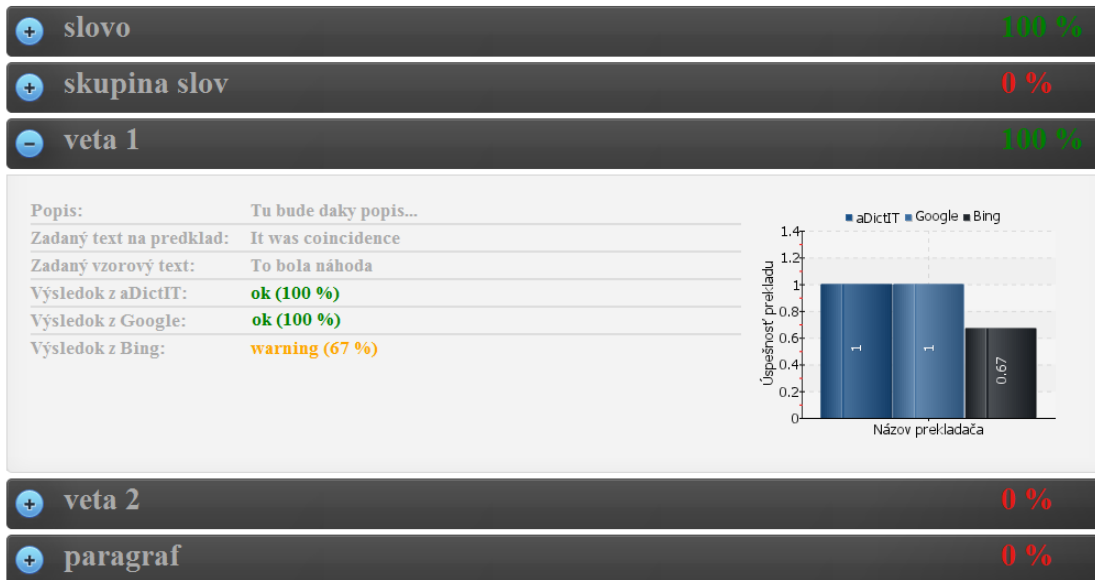 slovo 100 %
skupina slov 0 %
veta 1 100 %
Popis: Tu bude daky popis...
Zadaný text na predklad: It was coincidence
Zadaný vzorový text: To bola náhoda
Výsledok z aDictIT: ok (100 %)
Výsledok z Google: ok (100 %)
Výsledok z Bing: warning (67 %)
aDictIT Google Bing
Úspešnosť prekladu
1.4
1.2
1
0.8
0.6
0.4
0.2
0
1 1 0.67
Názov prekladača
veta 2 0 %
paragraf 0 %